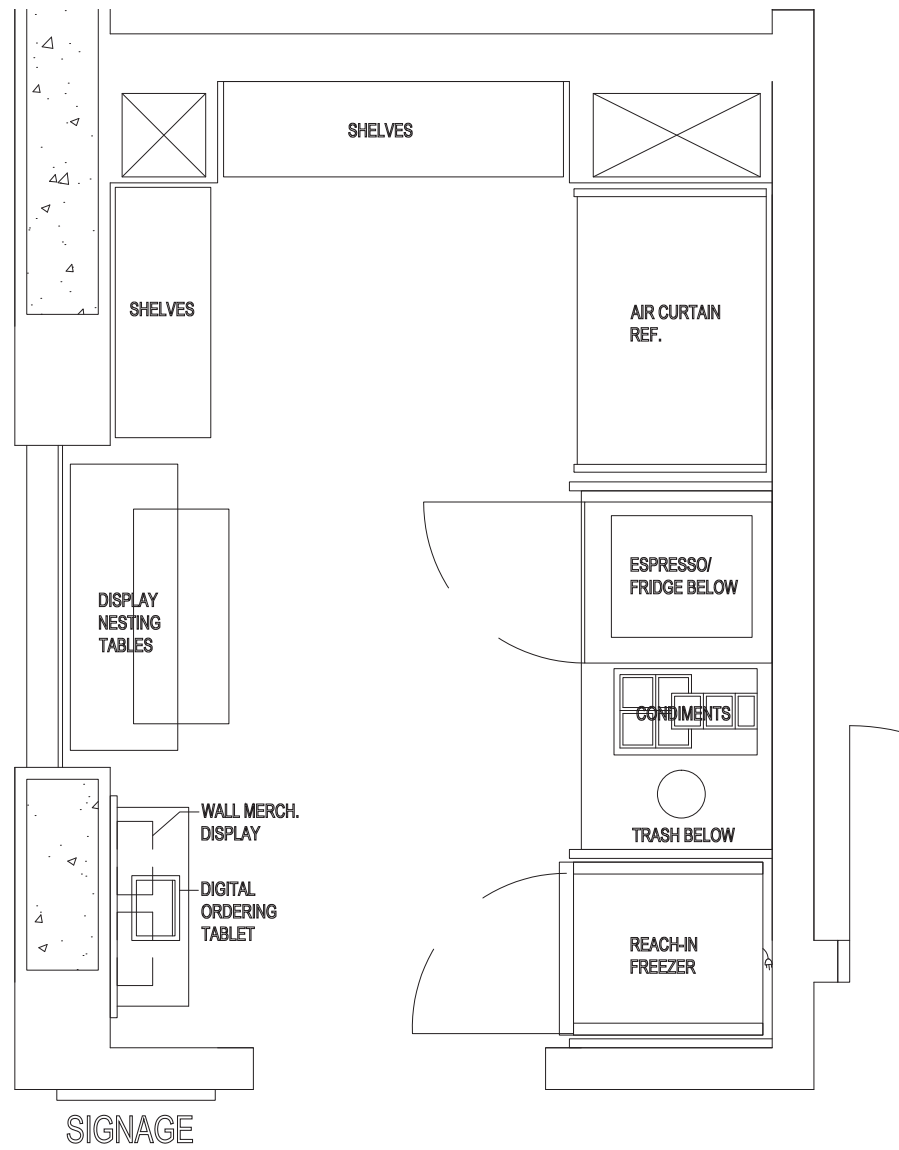 SHELVES
SHELVES
AIR CURTAIN
REF.
ESPRESSO/
FRIDGE BELOW
DISPLAY
NESTING
TABLES
CONDIMENTS
WALL MERCH.
DISPLAY
TRASH BELOW
DIGITAL
ORDERING
TABLET
REACH-IN
FREEZER
SIGNAGE